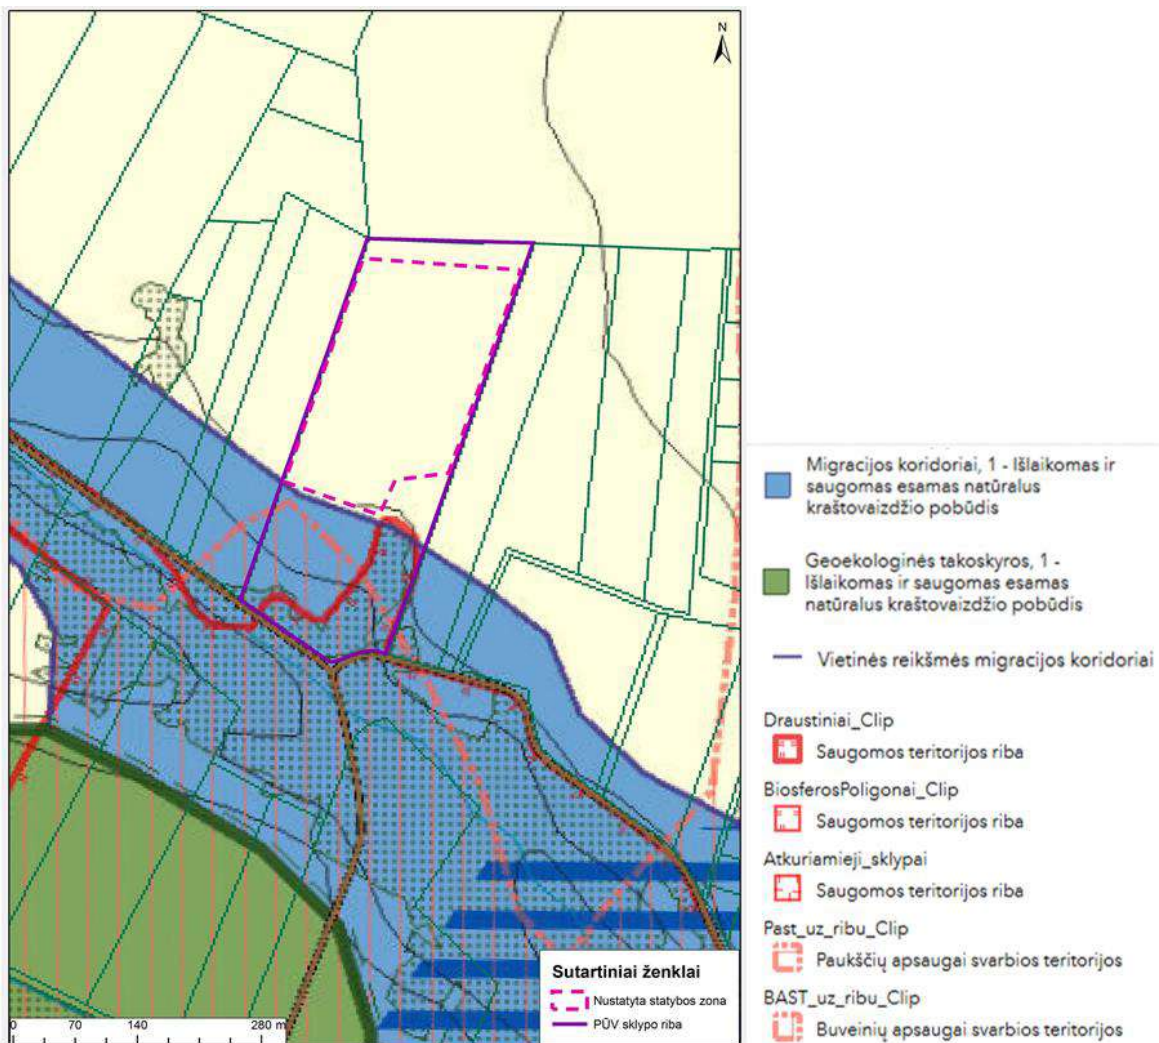 N
Sutartiniai ženklai
Nustatyta statybos zona
PŪV sklypo riba
0 70 140 280 m
Migracijos koridoriai, 1 - Išlaikomas ir
saugomas esamas natūralus
kraštovaizdžio pobūdis
Geoekologinės takoskyros, 1 -
Išlaikomas ir saugomas esamas
natūralus kraštovaizdžio pobūdis
Vietinės reikšmės migracijos koridoriai
Draustiniai_Clip
Saugomos teritorijos riba
BiosferosPoligonai_Clip
Saugomos teritorijos riba
Atkuriamieji_sklypai
Saugomos teritorijos riba
Past_uz_ribu_Clip
Paukščių apsaugai svarbios teritorijos
BAST_uz_ribu_Clip
Buveinių apsaugai svarbios teritorijos